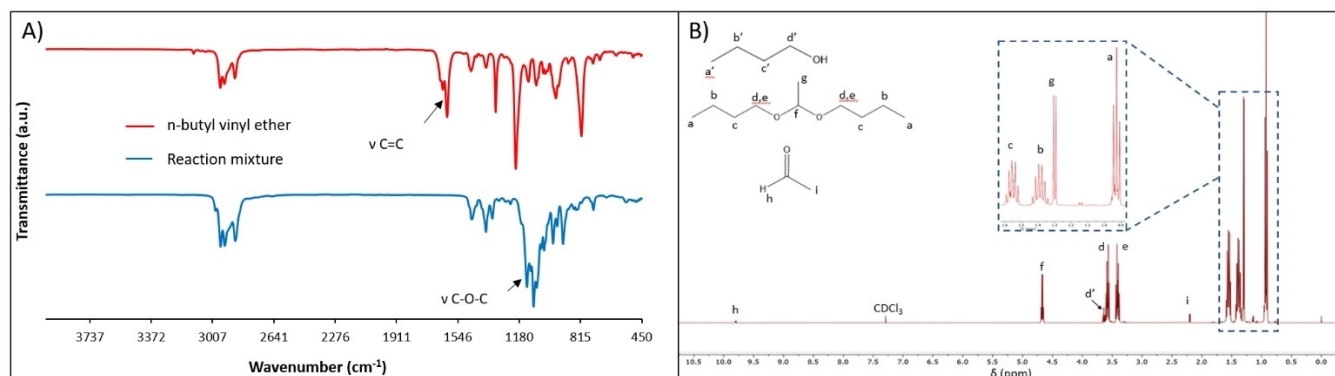 A)
n-butyl vinyl ether
Reaction mixture
ν C=C
ν C-O-C
Transmittance (a.u.)
3737 3372 3007 2641 2276 1911 1546 1180 815 450
Wavenumber (cm-1)
B)
b' d'
a' c' OH
g
b d,e d,e b
a c O f O c a
O
H i
h
g a
c b
h CDCl3 f d' d e i
10.5 10.0 9.5 9.0 8.5 8.0 7.5 7.0 6.5 6.0 5.5 5.0 4.5 4.0 3.5 3.0 2.5 2.0 1.5 1.0 0.5 0.0
δ (ppm)